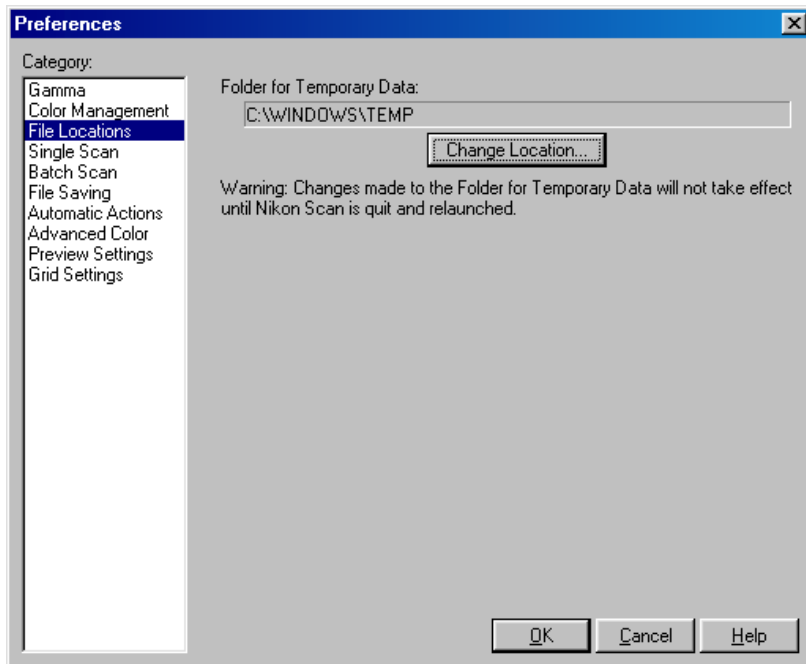 Preferences
Category:
Gamma
Color Management
File Locations
Single Scan
Batch Scan
File Saving
Automatic Actions
Advanced Color
Preview Settings
Grid Settings
Folder for Temporary Data:
C:\WINDOWS\TEMP
Change Location...
Warning: Changes made to the Folder for Temporary Data will not take effect
until Nikon Scan is quit and relaunched.
OK
Cancel
Help